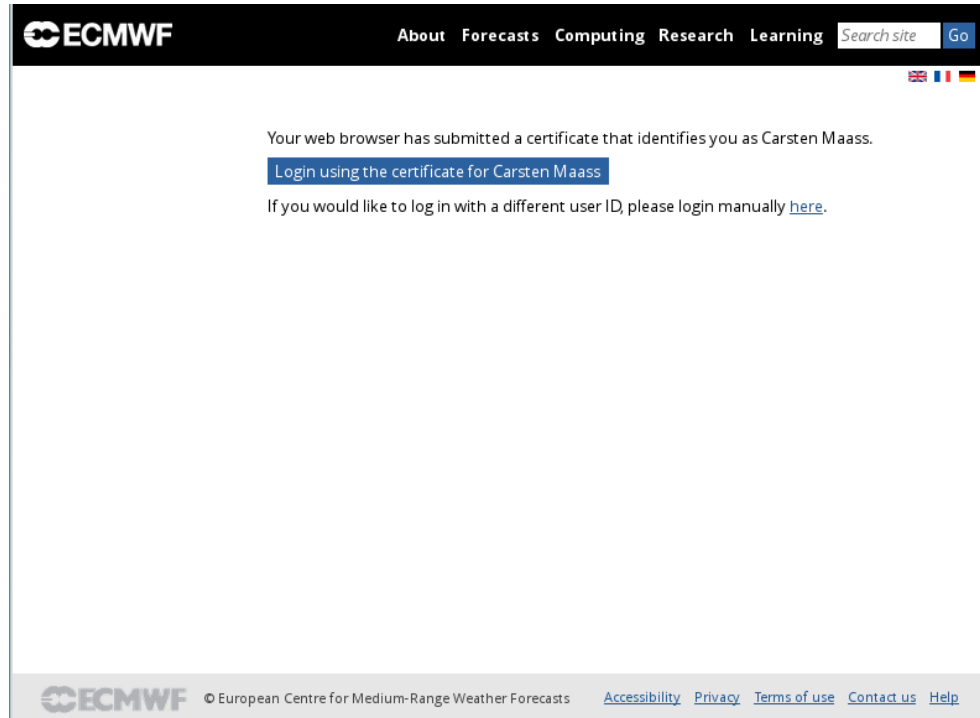 ECMWF
About Forecasts Computing Research Learning Search site Go
Your web browser has submitted a certificate that identifies you as Carsten Maass.
Login using the certificate for Carsten Maass
If you would like to log in with a different user ID, please login manually here.
ECMWF © European Centre for Medium-Range Weather Forecasts Accessibility Privacy Terms of use Contact us Help